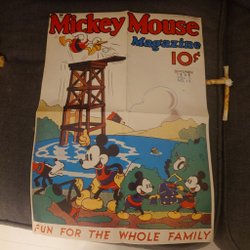 Mickey Mouse
Magazine
10¢
FUN FOR THE WHOLE FAMILY